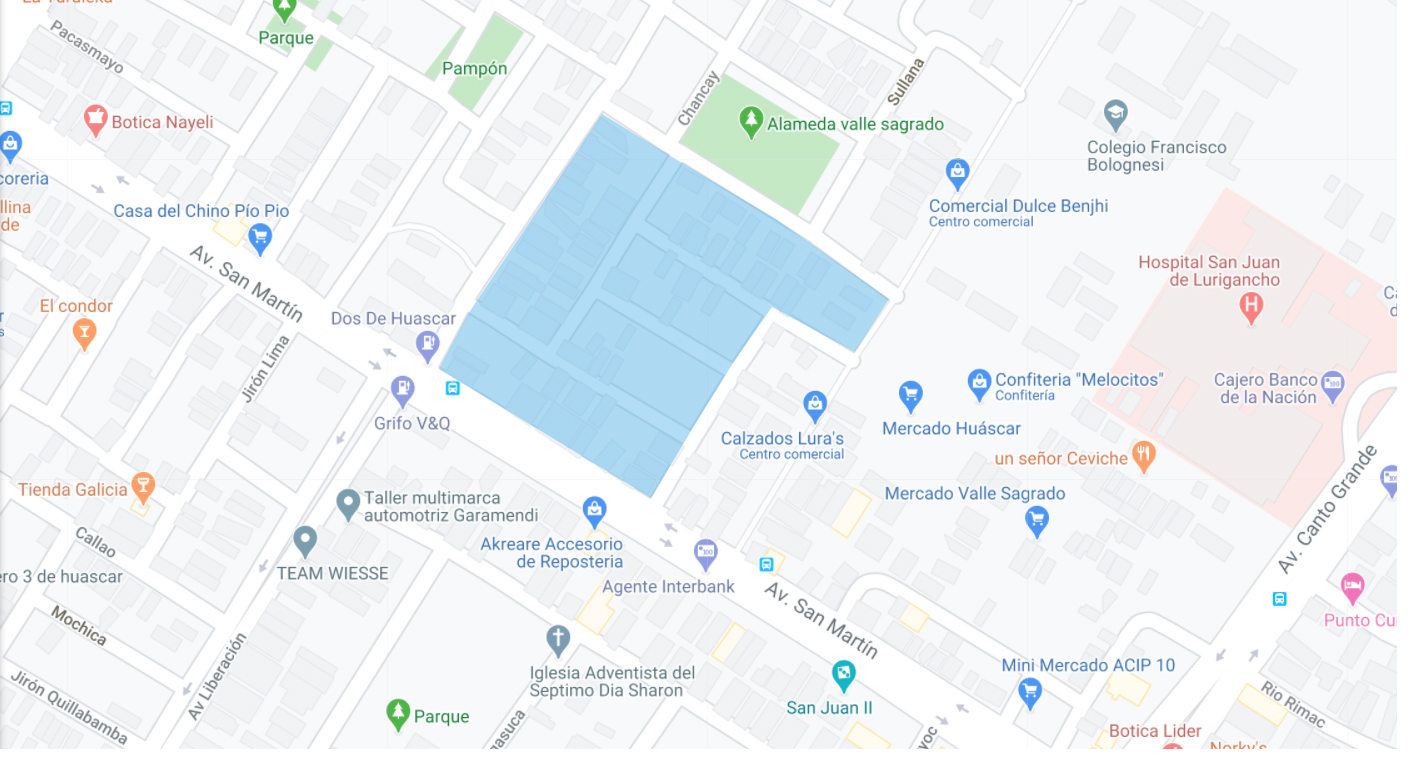 Parque
Pacasmayo
Pampón
Chancay
Sullana
Botica Nayeli
Alameda valle sagrado
Colegio Francisco
Bolognesi
coreria
llina
de
Casa del Chino Pío Pio
Comercial Dulce Benjhi
Centro comercial
Av. San Martín
Hospital San Juan
de Lurigancho
El condor
Dos De Huascar
Jirón Lima
Confiteria "Melocitos"
Confitería
Cajero Banco
de la Nación
Grifo V&Q
Calzados Lura's
Centro comercial
Mercado Huáscar
un señor Ceviche
Tienda Galicia
Taller multimarca
automotriz Garamendi
Mercado Valle Sagrado
Av. Canto Grande
Callao
Akreare Accesorio
de Reposteria
TEAM WIESSE
ero 3 de huascar
Agente Interbank
Av. San Martín
Mochica
Punto Cu
Av Liberación
Iglesia Adventista del
Septimo Dia Sharon
Mini Mercado ACIP 10
Jirón Quillabamba
San Juan II
Rio Rimac
Parque
asuca
voc
Botica Lider
Norky's